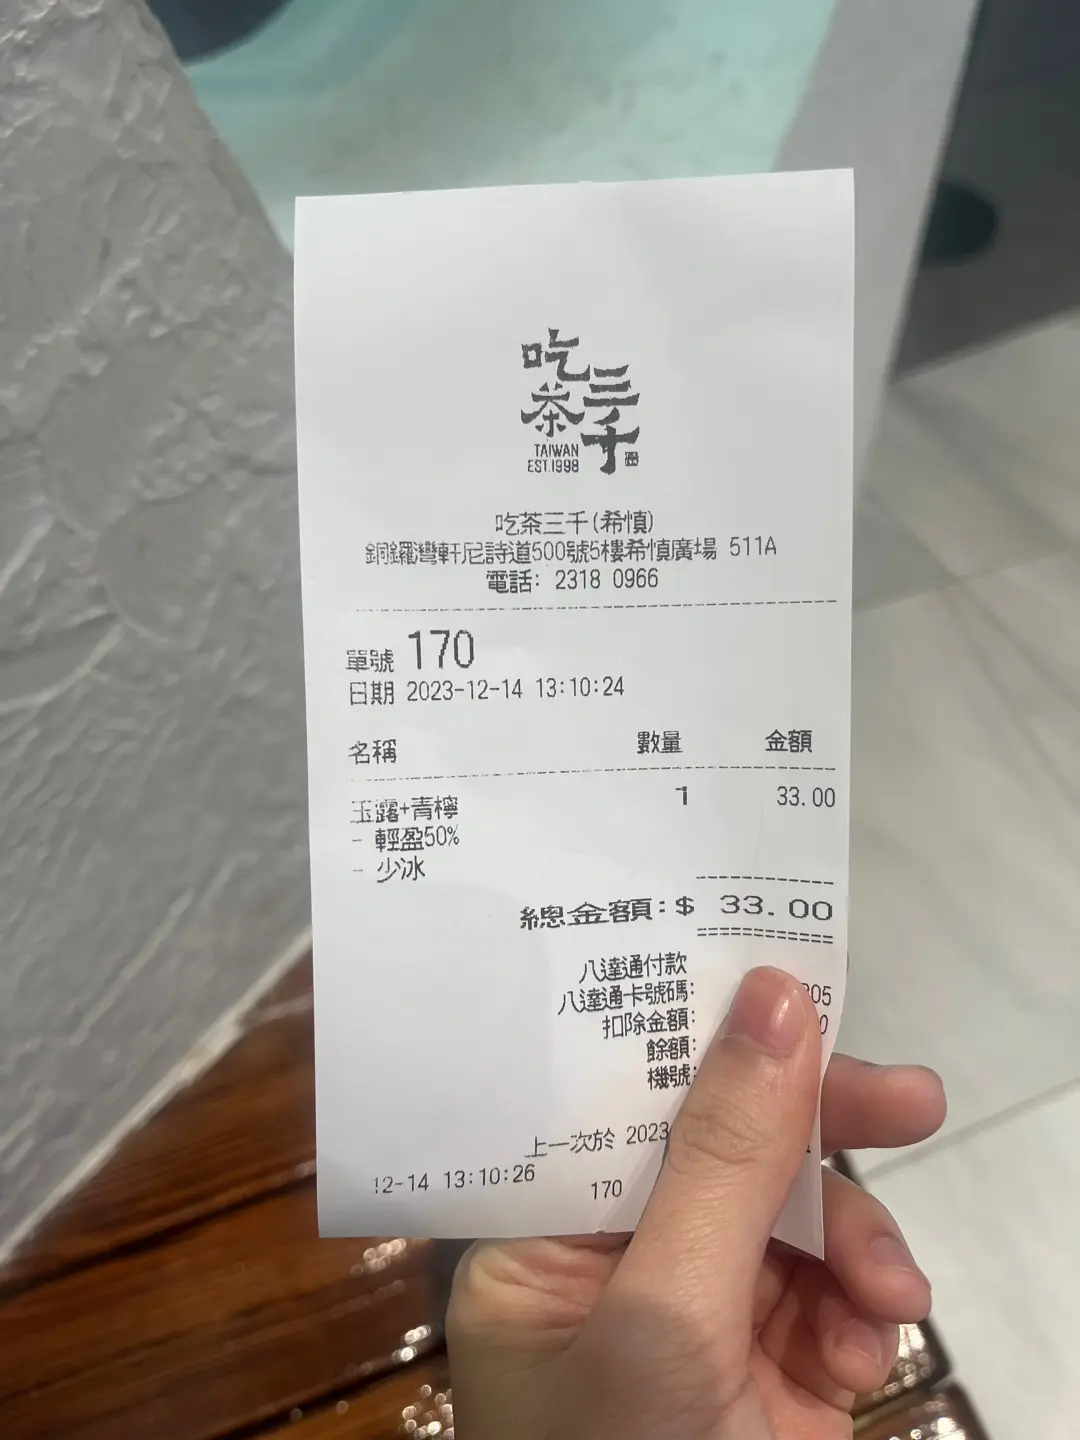 吃茶三千
TAIWAN
EST.1998
吃茶三千(希慎)
銅鑼灣軒尼詩道500號5樓希慎廣場 511A
電話: 2318 0966
單號 170
日期 2023-12-14 13:10:24
名稱 數量 金額
玉露+青檸 1 33.00
- 輕盈50%
- 少冰
總金額:$ 33.00
八達通付款
八達通卡號碼:
扣除金額:
餘額:
機號:
上一次於 2023
12-14 13:10:26 170